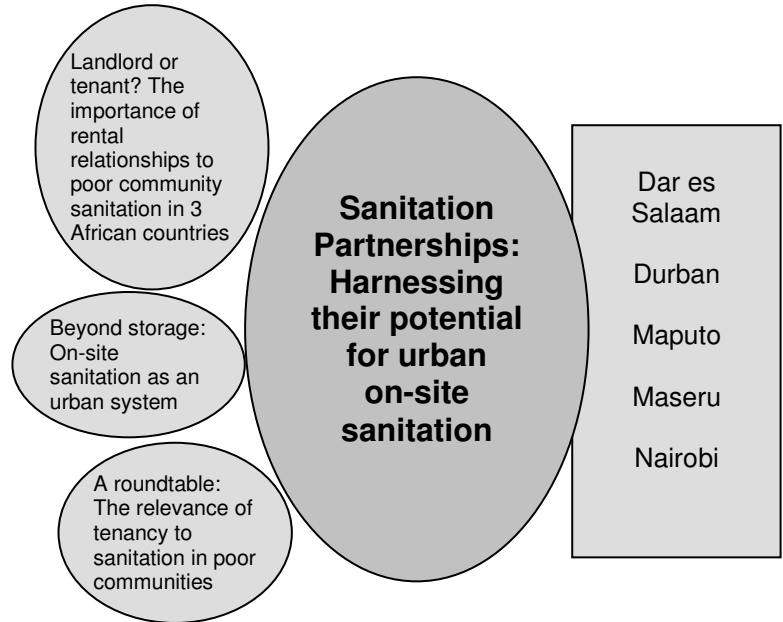 Landlord or
tenant? The
importance of
rental
relationships to
poor community
sanitation in 3
African countries
Beyond storage:
On-site
sanitation as an
urban system
A roundtable:
The relevance of
tenancy to
sanitation in poor
communities
Sanitation
Partnerships:
Harnessing
their potential
for urban
on-site
sanitation
Dar es
Salaam
Durban
Maputo
Maseru
Nairobi